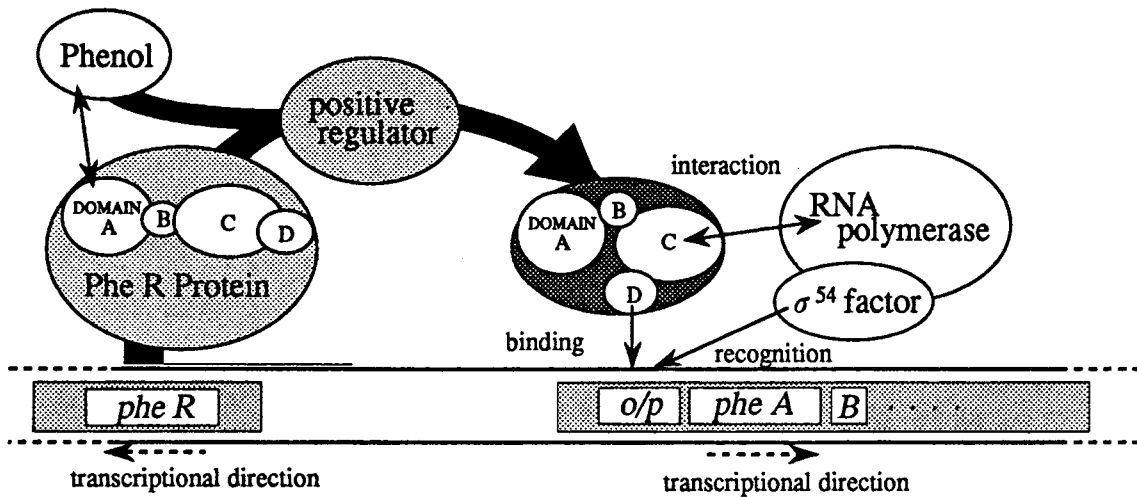 Phenol
positive
regulator
interaction
DOMAIN
A
B
C
D
Phe R Protein
DOMAIN
A
B
C
D
RNA
polymerase
σ⁵⁴ factor
binding
recognition
phe R
o/p
phe A
B
. . . .
transcriptional direction
transcriptional direction